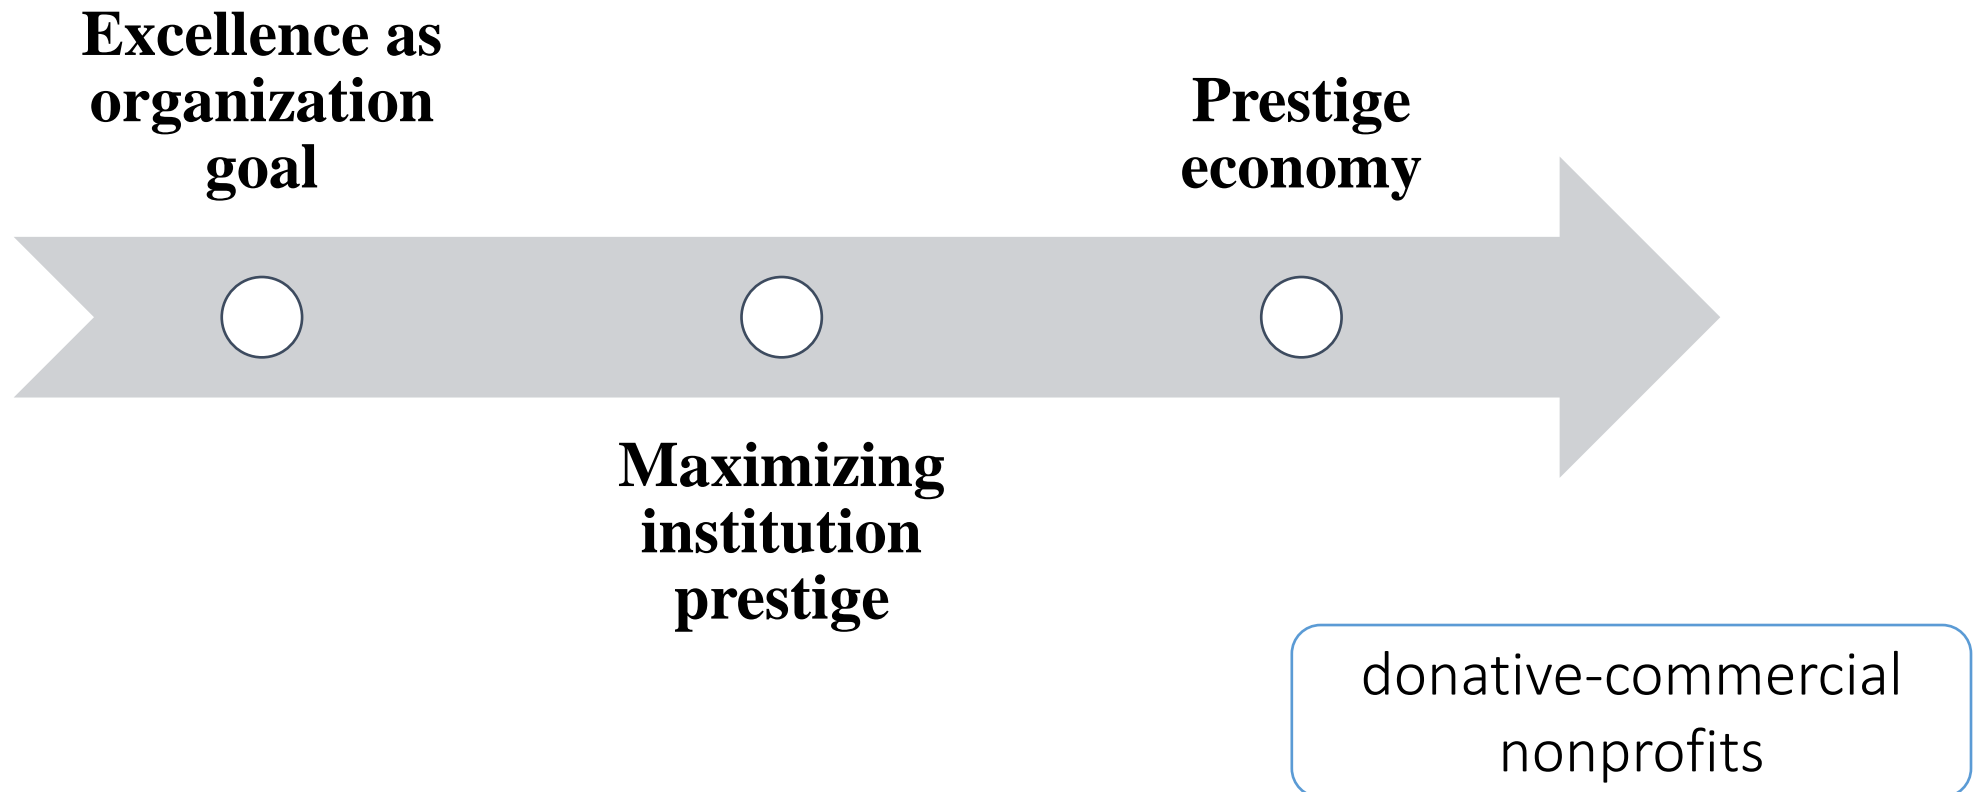 Excellence as
organization
goal
Maximizing
institution
prestige
Prestige
economy
donative-commercial
nonprofits